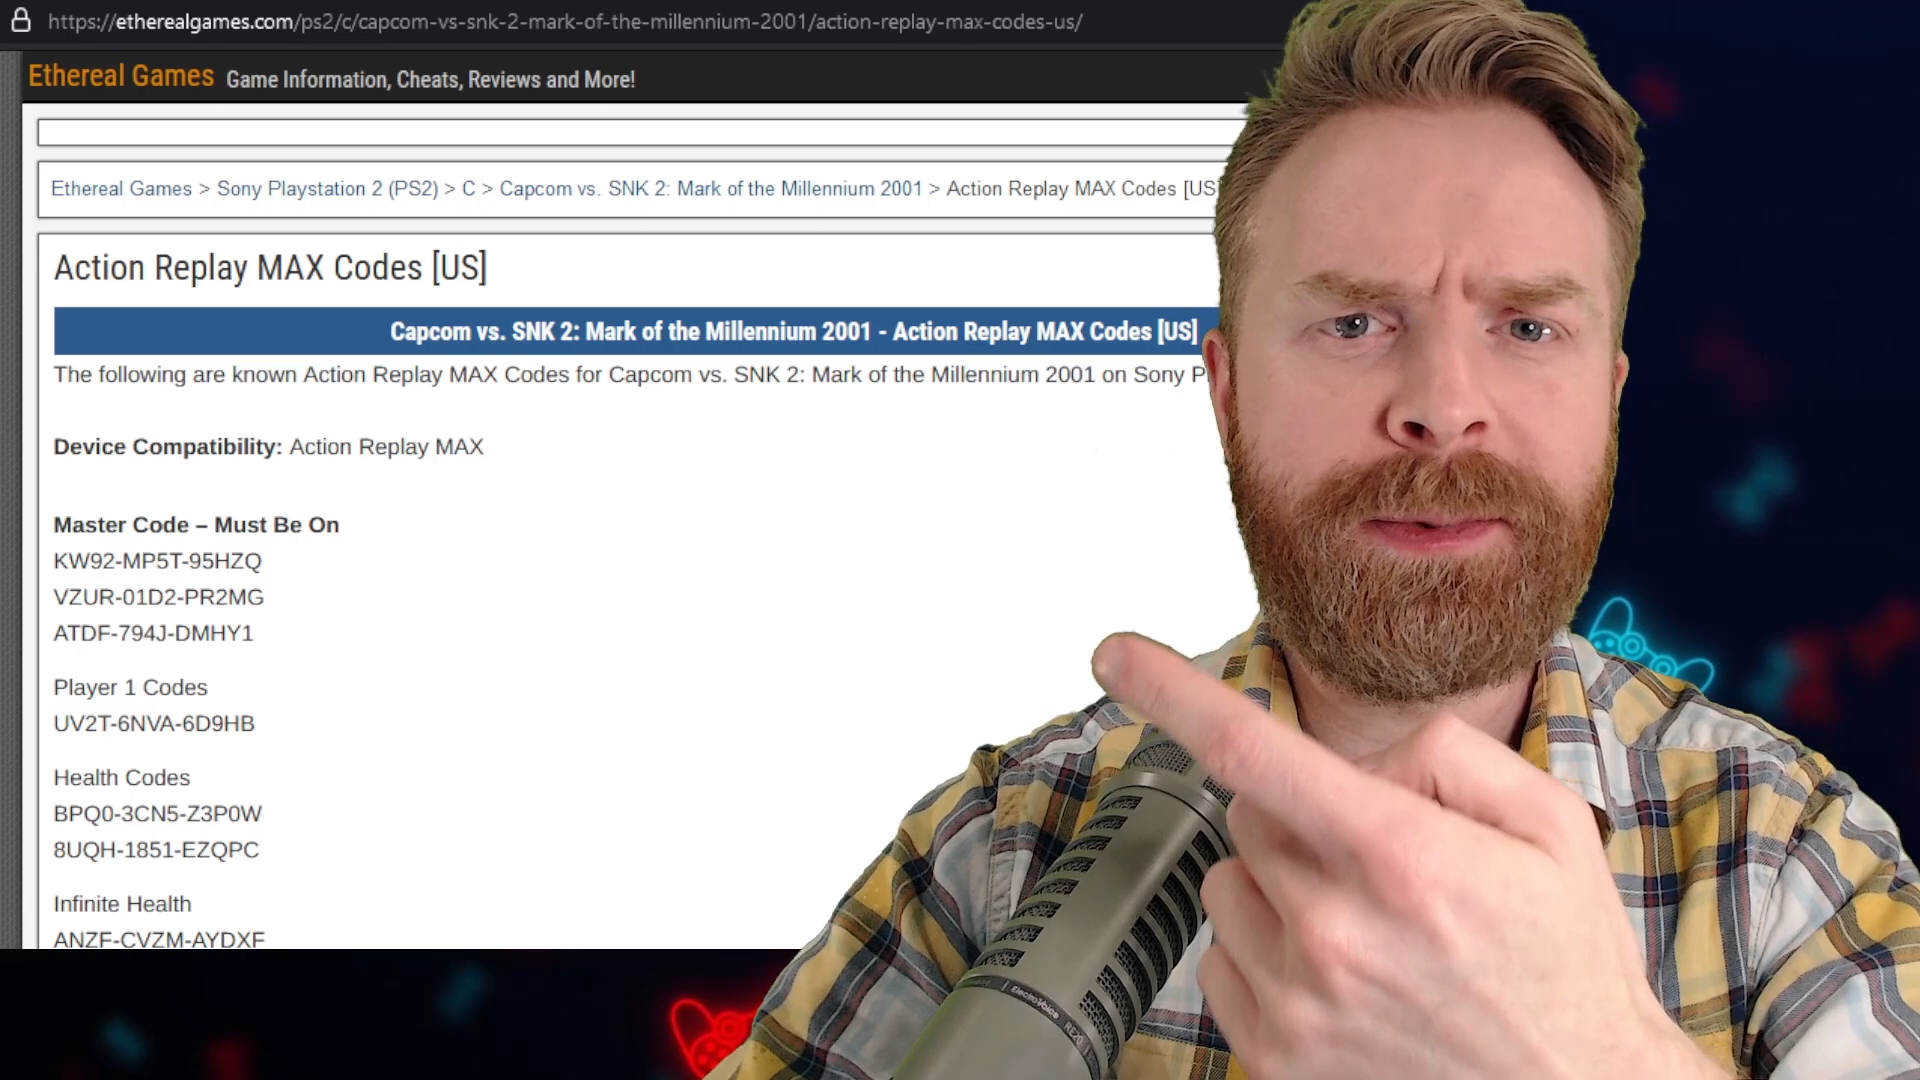 https://etherealgames.com/ps2/c/capcom-vs-snk-2-mark-of-the-millennium-2001/action-replay-max-codes-us/
Ethereal Games Game Information, Cheats, Reviews and More!
Ethereal Games > Sony Playstation 2 (PS2) > C > Capcom vs. SNK 2: Mark of the Millennium 2001 > Action Replay MAX Codes [US
Action Replay MAX Codes [US]
Capcom vs. SNK 2: Mark of the Millennium 2001 - Action Replay MAX Codes [US]
The following are known Action Replay MAX Codes for Capcom vs. SNK 2: Mark of the Millennium 2001 on Sony P
Device Compatibility: Action Replay MAX
Master Code – Must Be On
KW92-MP5T-95HZQ
VZUR-01D2-PR2MG
ATDF-794J-DMHY1
Player 1 Codes
UV2T-6NVA-6D9HB
Health Codes
BPQ0-3CN5-Z3P0W
8UQH-1851-EZQPC
Infinite Health
ANZF-CVZM-AYDXF
ElectroVoice
RE20